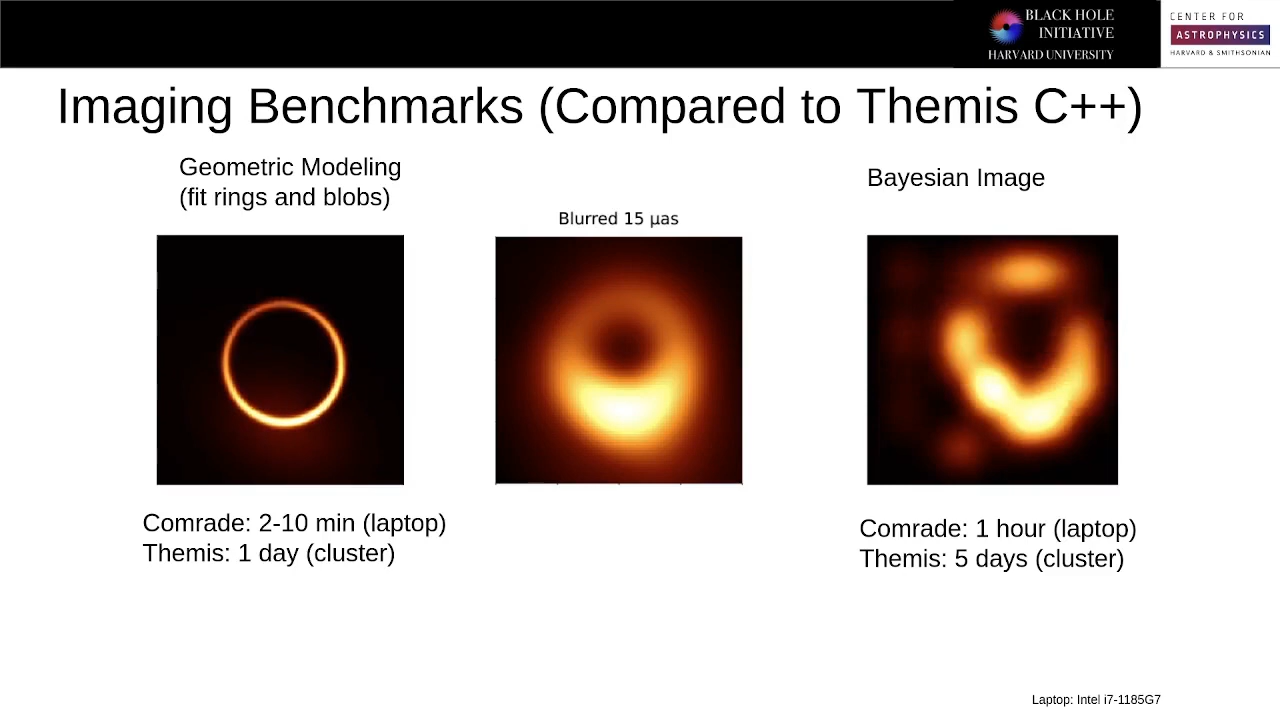 BLACK HOLE
INITIATIVE
HARVARD UNIVERSITY
CENTER FOR
ASTROPHYSICS
HARVARD & SMITHSONIAN
Imaging Benchmarks (Compared to Themis C++)
Geometric Modeling
(fit rings and blobs)
Blurred 15 μas
Bayesian Image
Comrade: 2-10 min (laptop)
Themis: 1 day (cluster)
Comrade: 1 hour (laptop)
Themis: 5 days (cluster)
Laptop: Intel i7-1185G7